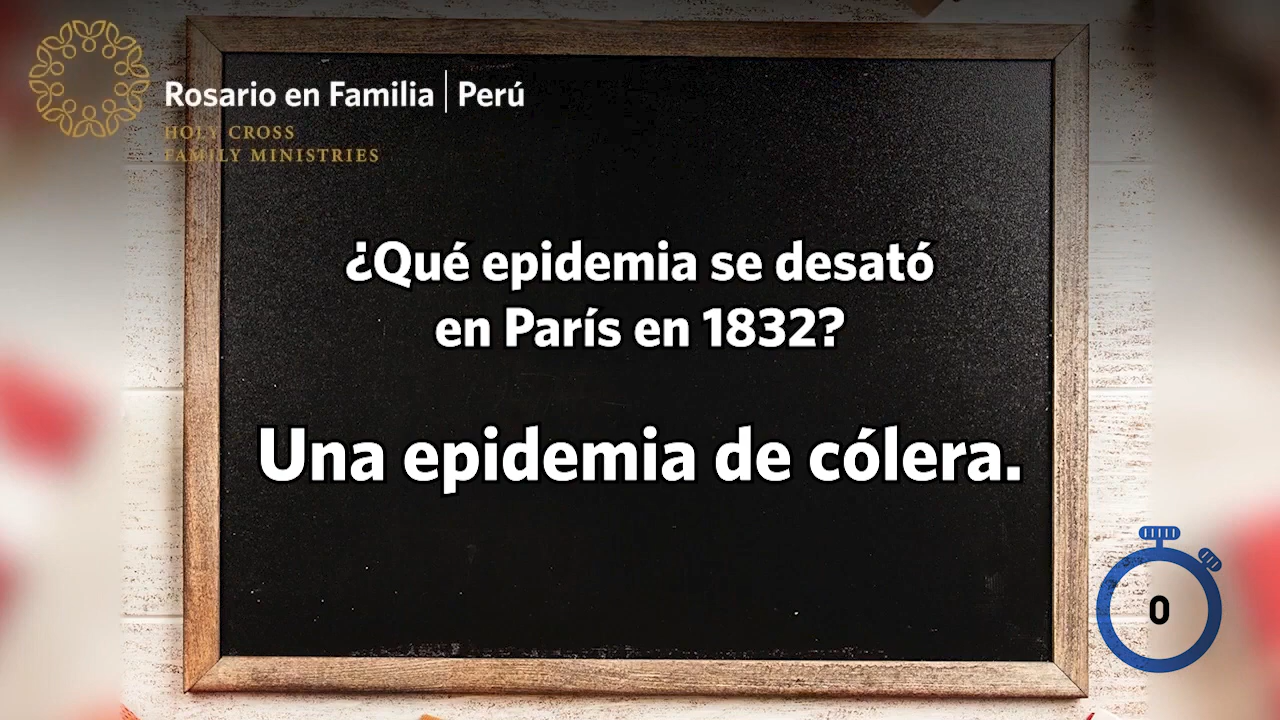 Rosario en Familia | Perú
HOLY CROSS
FAMILY MINISTRIES
¿Qué epidemia se desató
en París en 1832?
Una epidemia de cólera.
0